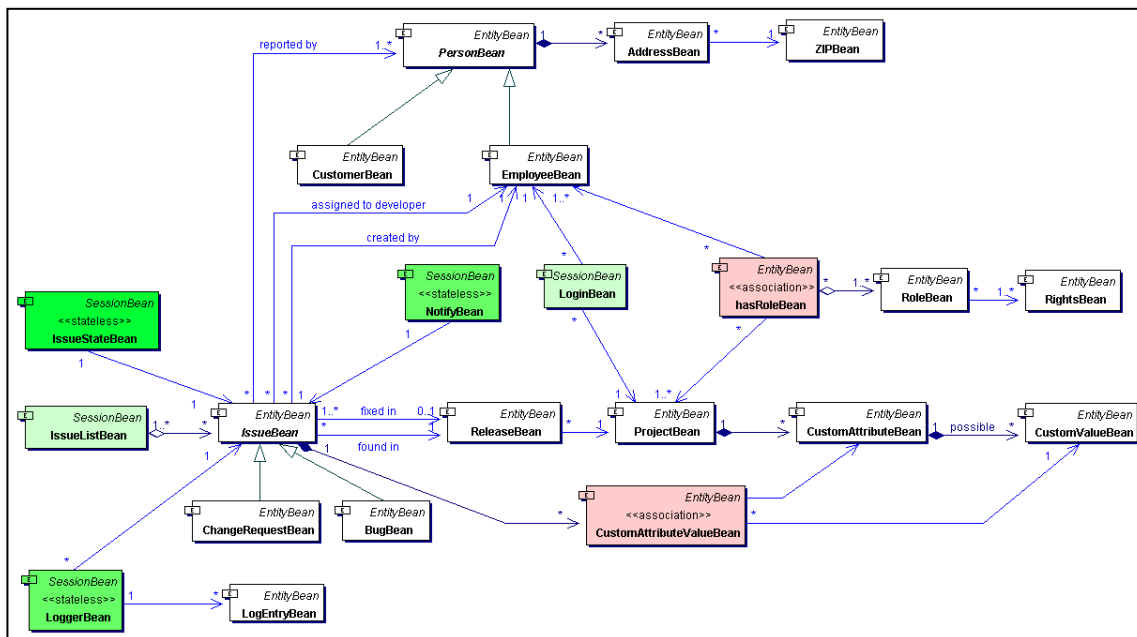 EntityBean
PersonBean
1
*
EntityBean
AddressBean
*
1
EntityBean
ZIPBean
reported by
1..*
E
E
E
EntityBean
CustomerBean
E
EntityBean
EmployeeBean
E
assigned to developer
1
1
1
1..*
created by
*
*
SessionBean
<<stateless>>
NotifyBean
E
1
SessionBean
LoginBean
E
*
EntityBean
<<association>>
hasRoleBean
E
*
*
1..*
EntityBean
RoleBean
E
*
1..*
EntityBean
RightsBean
E
SessionBean
<<stateless>>
IssueStateBean
E
1
1
*
*
*
1
1
1..*
SessionBean
IssueListBean
E
1..*
*
EntityBean
IssueBean
E
1..*
fixed in
0..1
*
found in
1
1
EntityBean
ReleaseBean
E
*
1
EntityBean
ProjectBean
E
1
*
EntityBean
CustomAttributeBean
E
1
possible
*
EntityBean
CustomValueBean
E
1
1
EntityBean
ChangeRequestBean
E
EntityBean
BugBean
E
*
EntityBean
<<association>>
CustomAttributeValueBean
E
*
*
SessionBean
<<stateless>>
LoggerBean
E
1
*
EntityBean
LogEntryBean
E